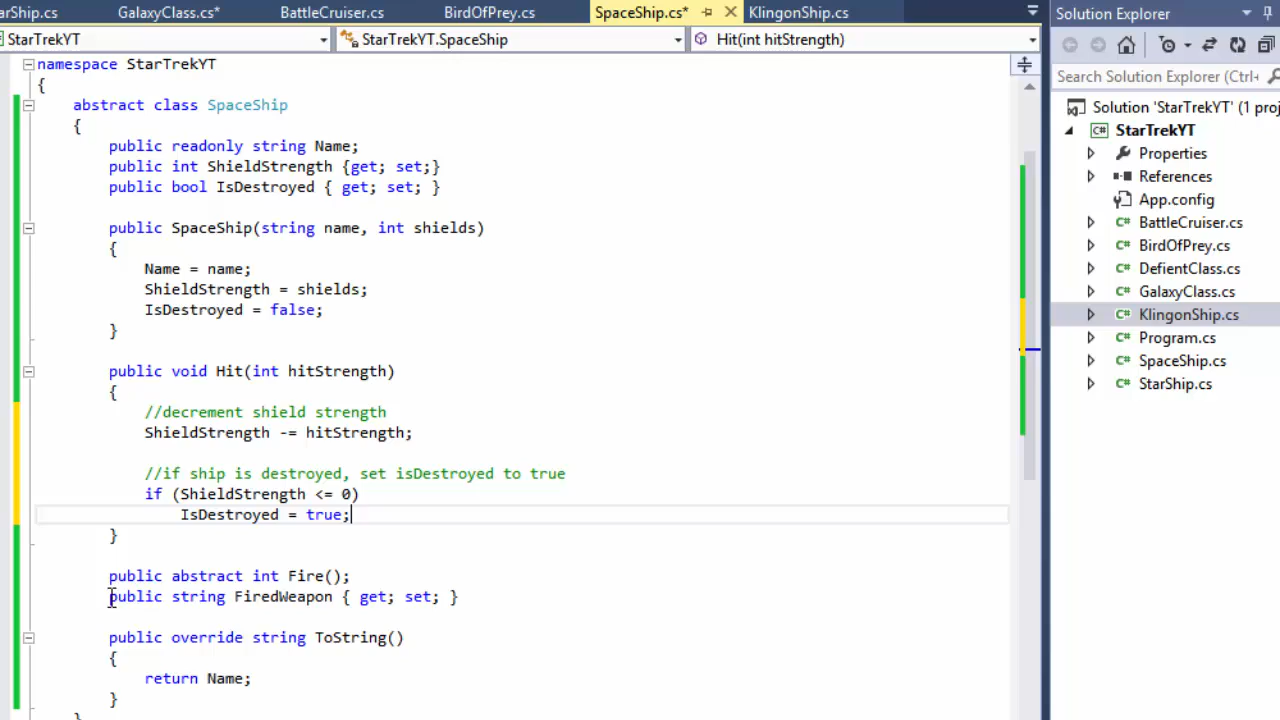 arShip.cs GalaxyClass.cs* BattleCruiser.cs BirdOfPrey.cs SpaceShip.cs* KlingonShip.cs
StarTrekYT StarTrekYT.SpaceShip Hit(int hitStrength)
namespace StarTrekYT
{
abstract class SpaceShip
{
public readonly string Name;
public int ShieldStrength {get; set;}
public bool IsDestroyed { get; set; }
public SpaceShip(string name, int shields)
{
Name = name;
ShieldStrength = shields;
IsDestroyed = false;
}
public void Hit(int hitStrength)
{
//decrement shield strength
ShieldStrength -= hitStrength;
//if ship is destroyed, set isDestroyed to true
if (ShieldStrength <= 0)
IsDestroyed = true;
}
public abstract int Fire();
public string FiredWeapon { get; set; }
public override string ToString()
{
return Name;
}
}
Solution Explorer
Search Solution Explorer (Ctrl+
Solution 'StarTrekYT' (1 proj
C# StarTrekYT
Properties
References
App.config
C# BattleCruiser.cs
C# BirdOfPrey.cs
C# DefientClass.cs
C# GalaxyClass.cs
C# KlingonShip.cs
C# Program.cs
C# SpaceShip.cs
C# StarShip.cs